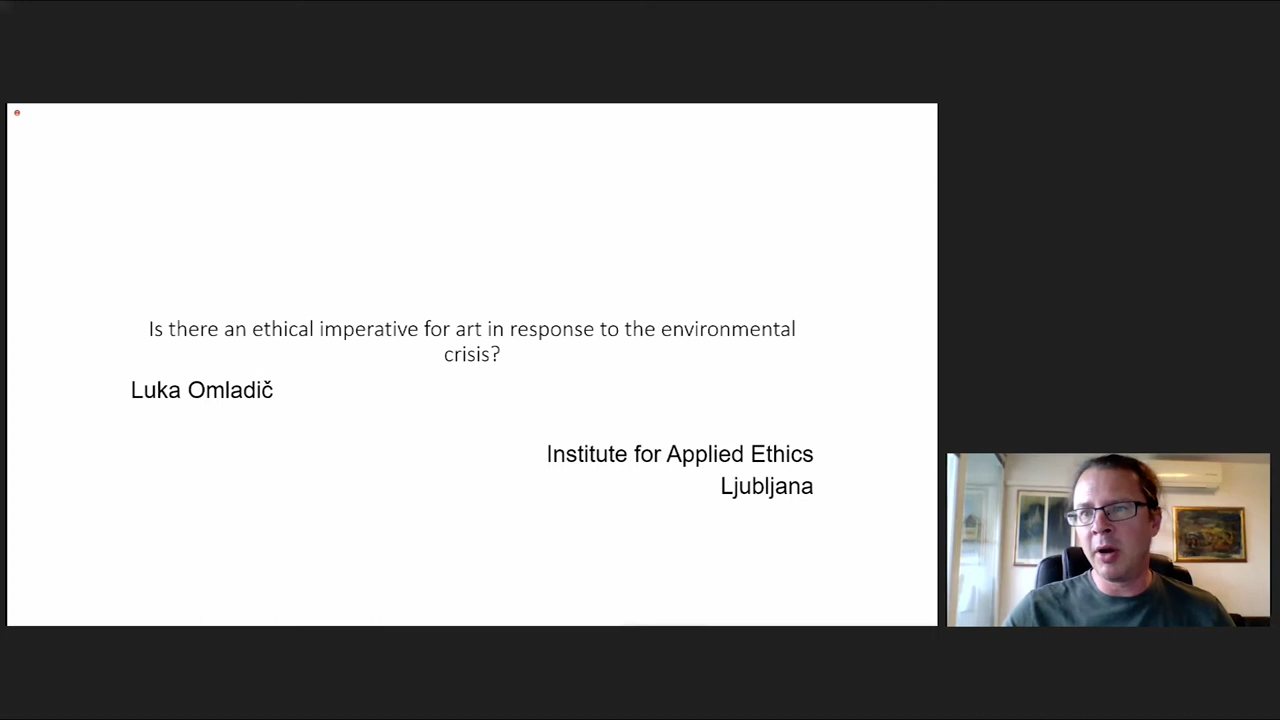 Is there an ethical imperative for art in response to the environmental
crisis?
Luka Omladič
Institute for Applied Ethics
Ljubljana